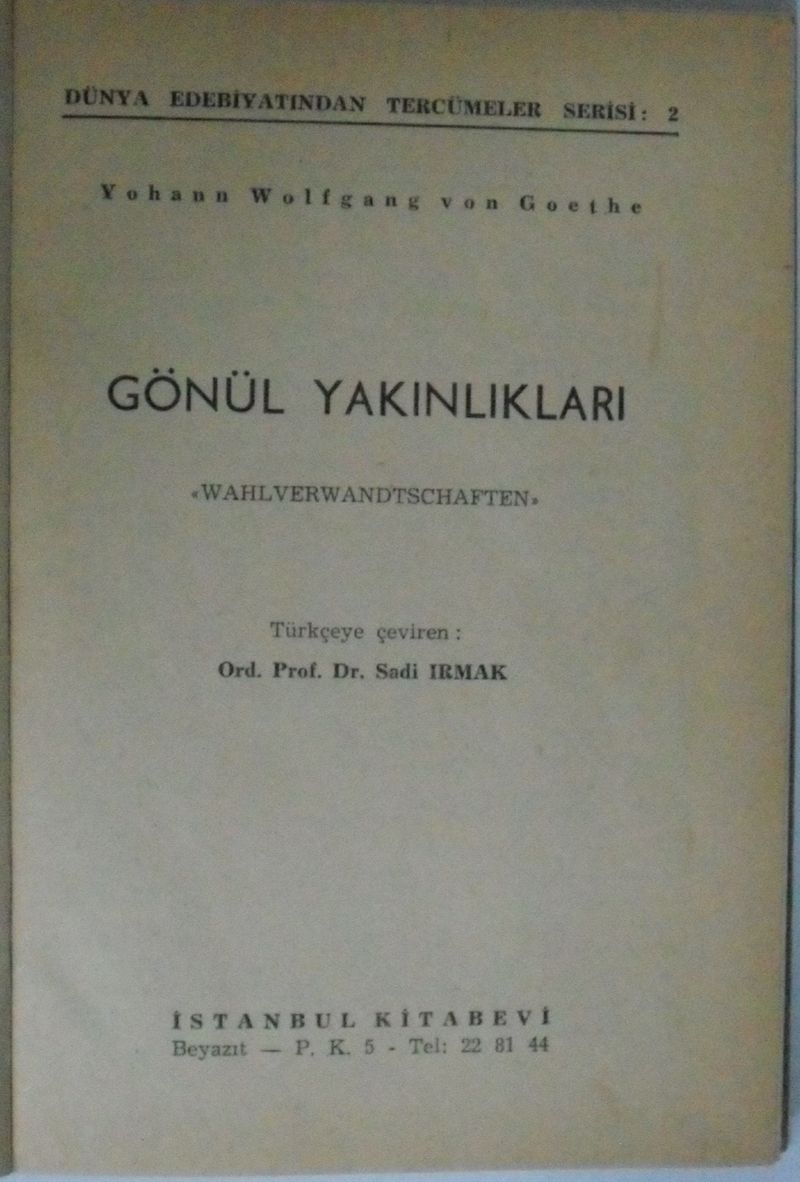 DÜNYA EDEBİYATINDAN TERCÜMELER SERİSİ: 2
Yohann Wolfgang von Goethe
GÖNÜL YAKINLIKLARI
«WAHLVERWANDTSCHAFTEN»
Türkçeye çeviren :
Ord. Prof. Dr. Sadi IRMAK
İSTANBUL KİTABEVİ
Beyazıt — P. K. 5 - Tel: 22 81 44